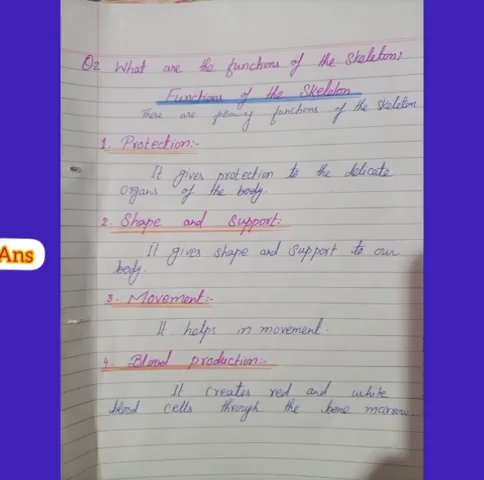 Q2 What are the functions of the skeleton?
Functions of the Skeleton
There are following functions of the skeleton
1. Protection:-
It gives protection to the delicate
organs of the body.
2. Shape and Support:-
Ans
It gives shape and support to our
body.
3. Movement:-
It helps in movement.
4. Blood production:-
It creates red and white
blood cells through the bone marrow.